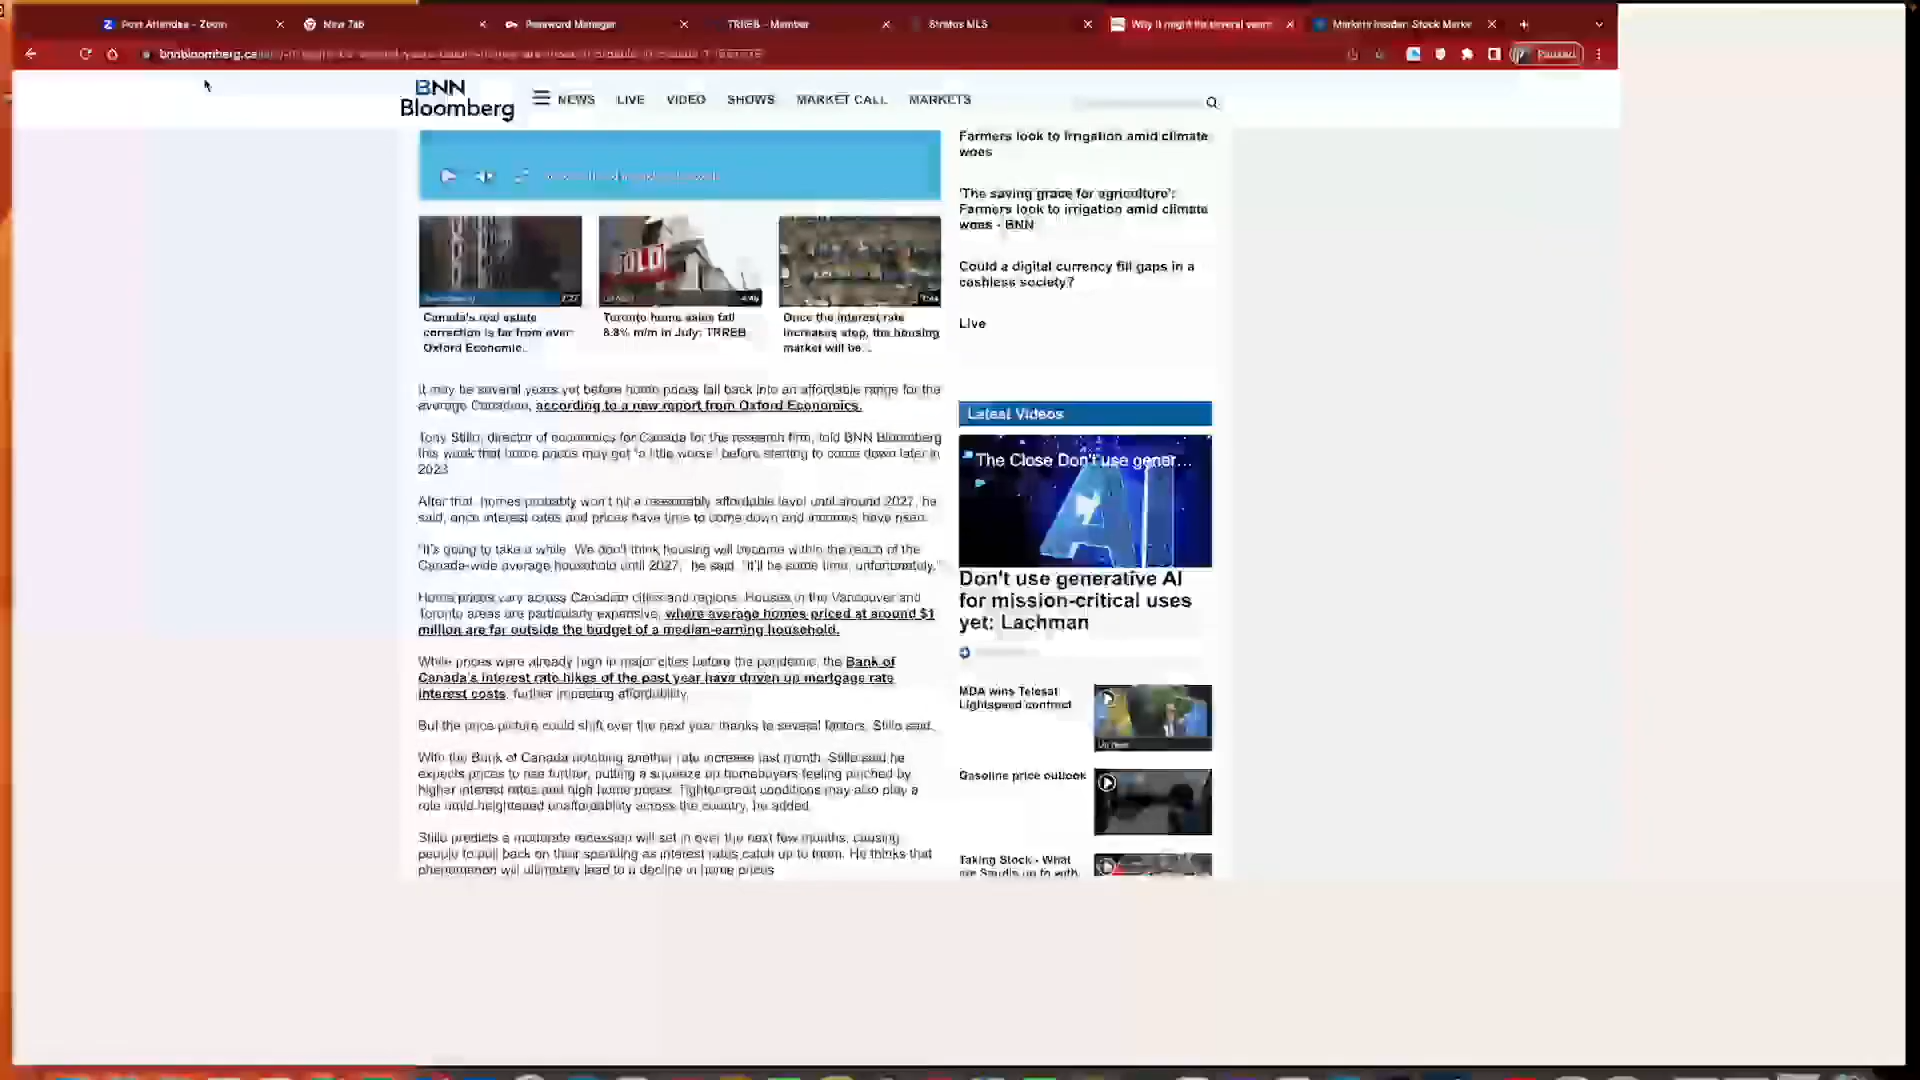 Post Attendee - Zoom
New Tab
Password Manager
TRREB - Member
Stratus MLS
Why it might be several years
Markets Insider: Stock Marke
bnnbloomberg.ca
Paused
BNN
Bloomberg
NEWS
LIVE
VIDEO
SHOWS
MARKET CALL
MARKETS
Canada's real estate
correction is far from over:
Oxford Economic...
Toronto home sales fall
8.8% m/m in July: TRREB
Once the interest rate
increases stop, the housing
market will be...
It may be several years yet before home prices fall back into an affordable range for the
average Canadian, according to a new report from Oxford Economics.
Tony Stillo, director of economics for Canada for the research firm, told BNN Bloomberg
this week that home prices may get "a little worse" before starting to come down later in
2023.
After that, homes probably won't hit a reasonably affordable level until around 2027, he
said, once interest rates and prices have time to come down and incomes have risen.
"It's going to take a while. We don't think housing will become within the reach of the
Canada-wide average household until 2027," he said. "It'll be some time, unfortunately."
Home prices vary across Canadian cities and regions. Houses in the Vancouver and
Toronto areas are particularly expensive, where average homes priced at around $1
million are far outside the budget of a median-earning household.
While prices were already high in major cities before the pandemic, the Bank of
Canada's interest rate hikes of the past year have driven up mortgage rate
interest costs, further impacting affordability.
But the price picture could shift over the next year thanks to several factors, Stillo said.
With the Bank of Canada notching another rate increase last month, Stillo said he
expects prices to rise further, putting a squeeze on homebuyers feeling pinched by
higher interest rates and high home prices. Tighter credit conditions may also play a
role amid heightened unaffordability across the country, he added.
Stillo predicts a moderate recession will set in over the next few months, causing
people to pull back on their spending as interest rates catch up to them. He thinks that
phenomenon will ultimately lead to a decline in home prices
Farmers look to irrigation amid climate
woes
'The saving grace for agriculture':
Farmers look to irrigation amid climate
woes - BNN
Could a digital currency fill gaps in a
cashless society?
Live
Latest Videos
The Close Don't use gener...
AI
Don't use generative AI
for mission-critical uses
yet: Lachman
MDA wins Telesat
Lightspeed contract
Gasoline price outlook
Taking Stock - What
are Saudis up to with